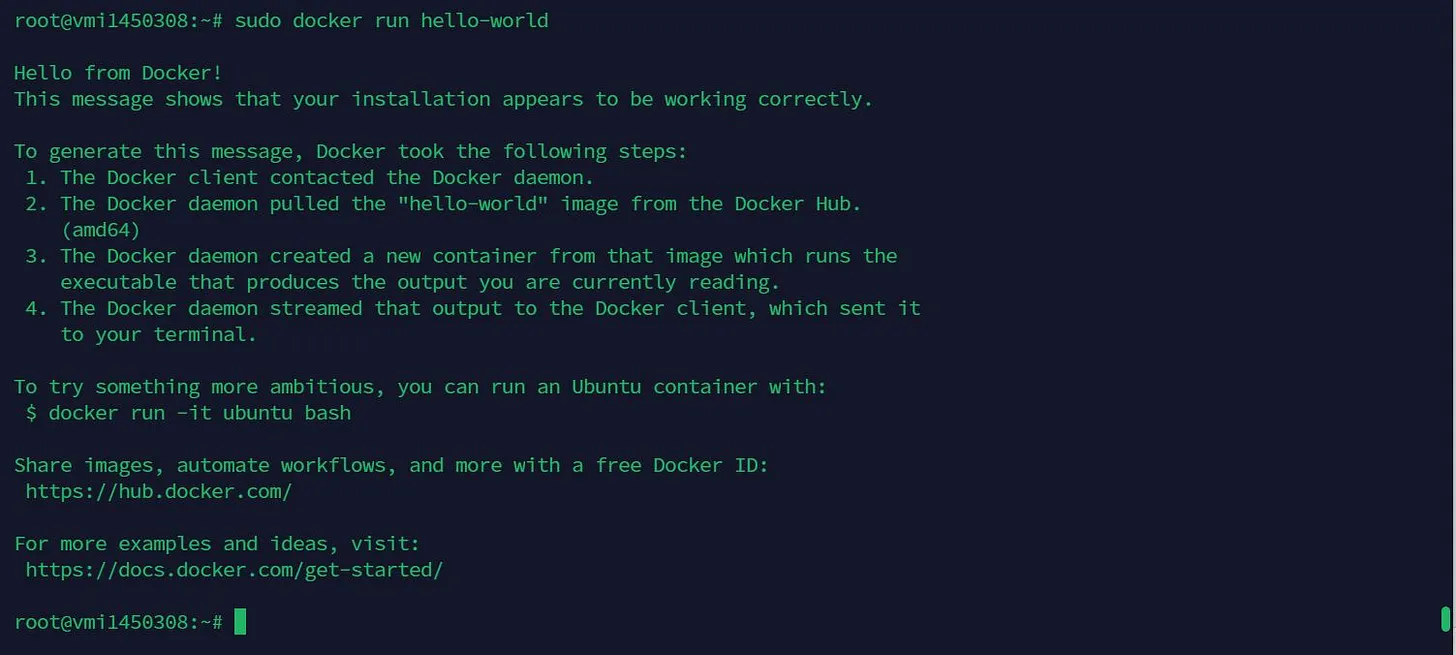 root@vmi1450308:~# sudo docker run hello-world
Hello from Docker!
This message shows that your installation appears to be working correctly.
To generate this message, Docker took the following steps:
1. The Docker client contacted the Docker daemon.
2. The Docker daemon pulled the "hello-world" image from the Docker Hub.
(amd64)
3. The Docker daemon created a new container from that image which runs the
executable that produces the output you are currently reading.
4. The Docker daemon streamed that output to the Docker client, which sent it
to your terminal.
To try something more ambitious, you can run an Ubuntu container with:
$ docker run -it ubuntu bash
Share images, automate workflows, and more with a free Docker ID:
https://hub.docker.com/
For more examples and ideas, visit:
https://docs.docker.com/get-started/
root@vmi1450308:~#